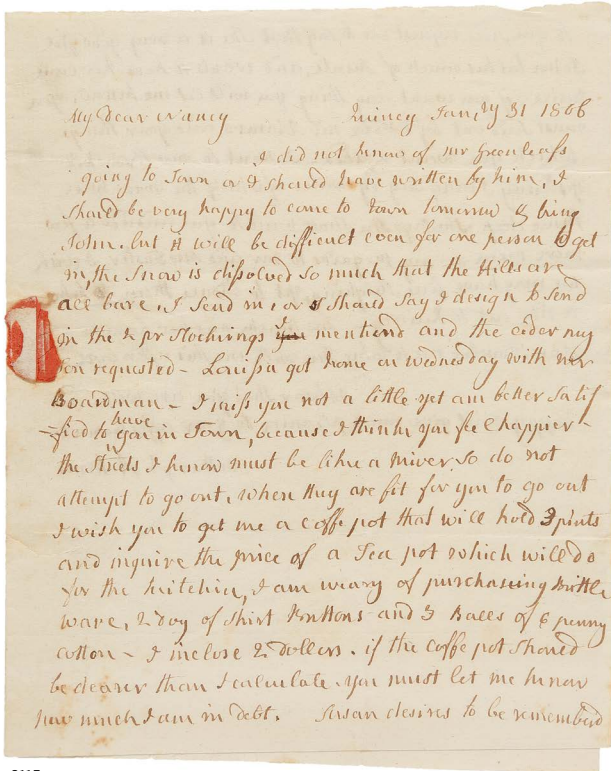 My Dear Nancy Quincy Janry 31 1806
I did not know of mr Greenleafs
going to Town or I should have written by him, I
should be very happy to come to town tomorrow & bring
John. but it will be difficult even for one person to get
in, the Snow is dissolved so much that the Hills are
all bare. I send in, or I should say I design to send
in the 2 pr Stockings you I mentiond and the cider mug
you requested – Louissa got home on wednesday with mr
Boardman – I miss you not a little yet am better satif
-fied to have you in Town, because I think you feel happier –
the Streets I know must be like a river, so do not
attempt to go out, when they are fit for you to go out
I wish you to get me a coffe pot that will hold 3 pints
and inquire the price of a Tea pot which will do
for the kitchin, I am weary of purchasing Brittle
ware, 2 doz of shirt Buttons and 3 Balls of 6 penny
cotton – I inclose 2 dollors. if the coffe pot should
be dearer than I calculate. you must let me know
how much I am in debt. Susan desires to be rememberd